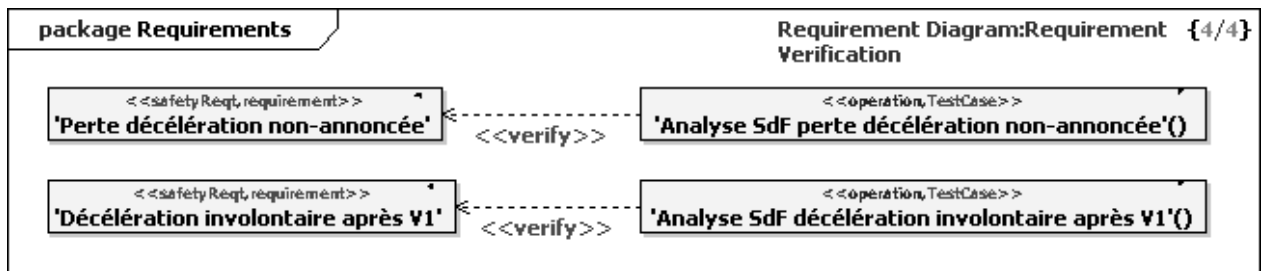 package Requirements
Requirement Diagram:Requirement {4/4}
Verification
<<safetyReqt,requirement>>
'Perte décélération non-annoncée'
<<verify>>
<<operation,TestCase>>
'Analyse SdF perte décélération non-annoncée'()
<<safetyReqt,requirement>>
'Décélération involontaire après V1'
<<verify>>
<<operation,TestCase>>
'Analyse SdF décélération involontaire après V1'()